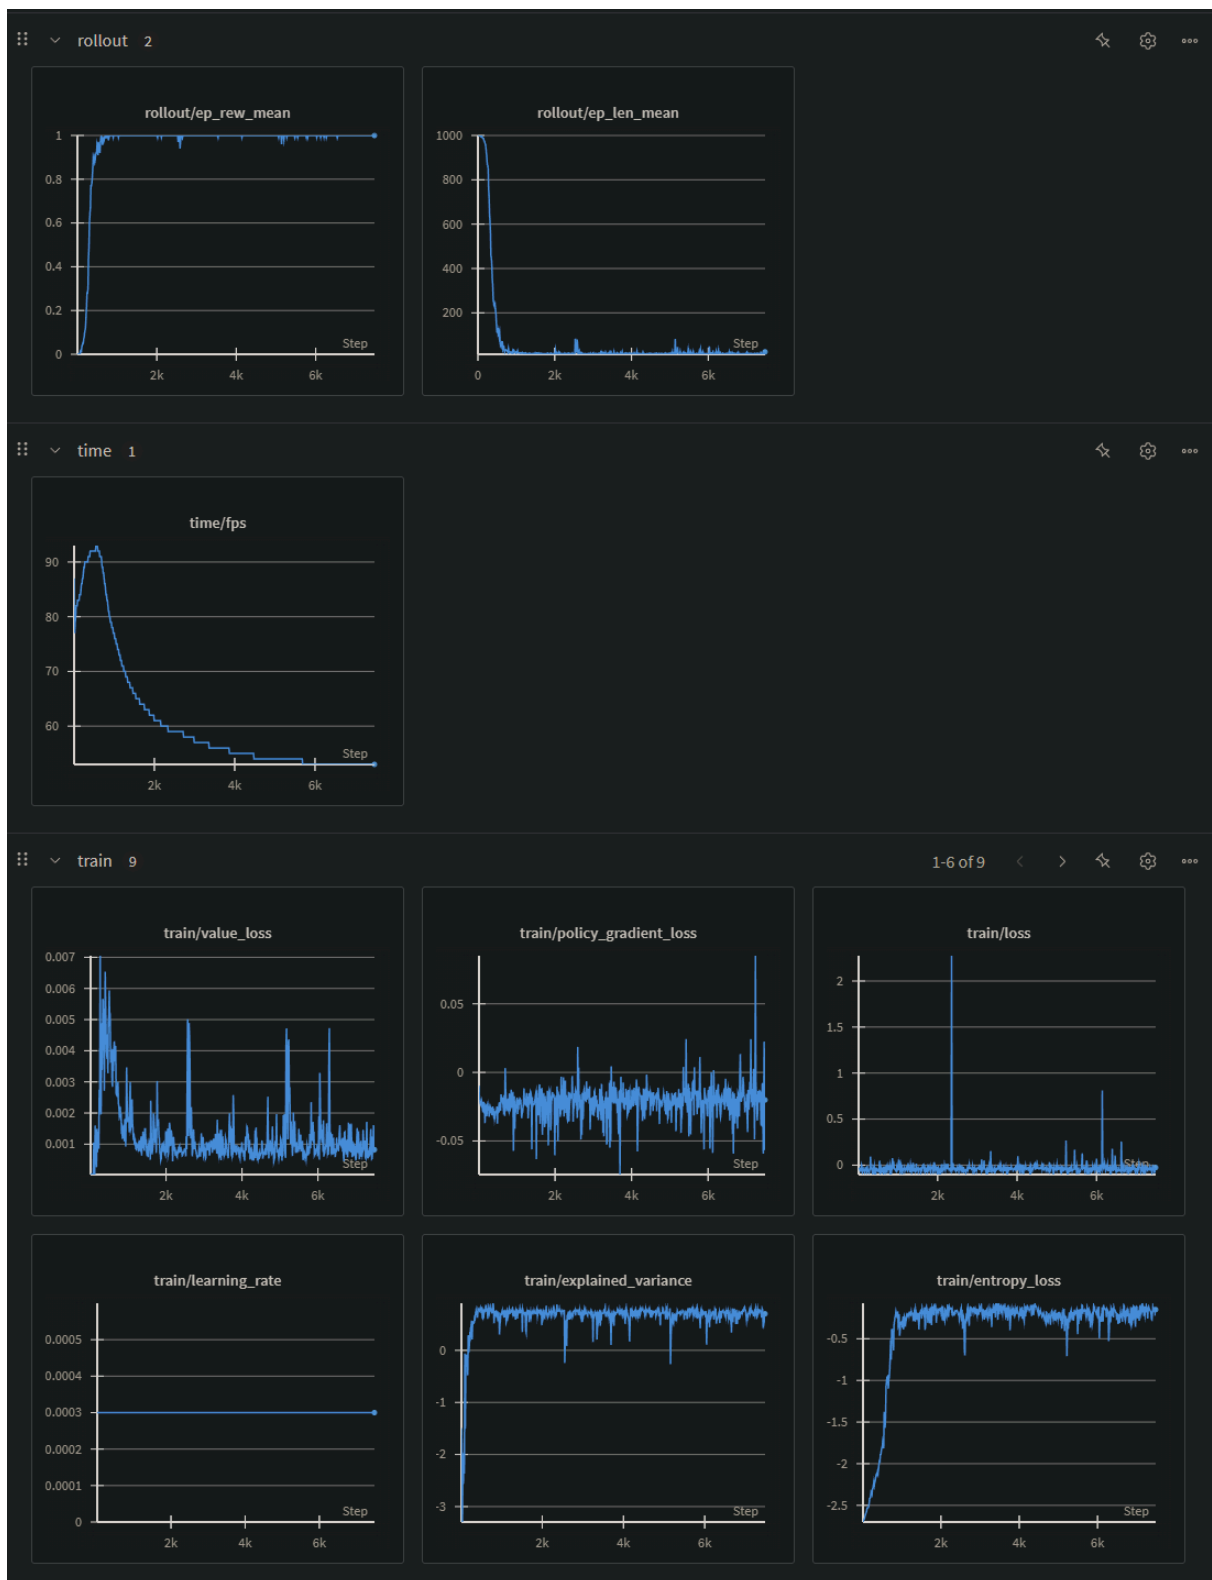 rollout 2
rollout/ep_rew_mean
1
0.8
0.6
0.4
0.2
0
Step
2k 4k 6k
rollout/ep_len_mean
1000
800
600
400
200
Step
0 2k 4k 6k
time 1
time/fps
90
80
70
60
Step
2k 4k 6k
train 9
1-6 of 9
train/value_loss
0.007
0.006
0.005
0.004
0.003
0.002
0.001
Step
2k 4k 6k
train/policy_gradient_loss
0.05
0
-0.05
Step
2k 4k 6k
train/loss
2
1.5
1
0.5
0
Step
2k 4k 6k
train/learning_rate
0.0005
0.0004
0.0003
0.0002
0.0001
0
Step
2k 4k 6k
train/explained_variance
0
-1
-2
-3
Step
2k 4k 6k
train/entropy_loss
-0.5
-1
-1.5
-2
-2.5
Step
2k 4k 6k